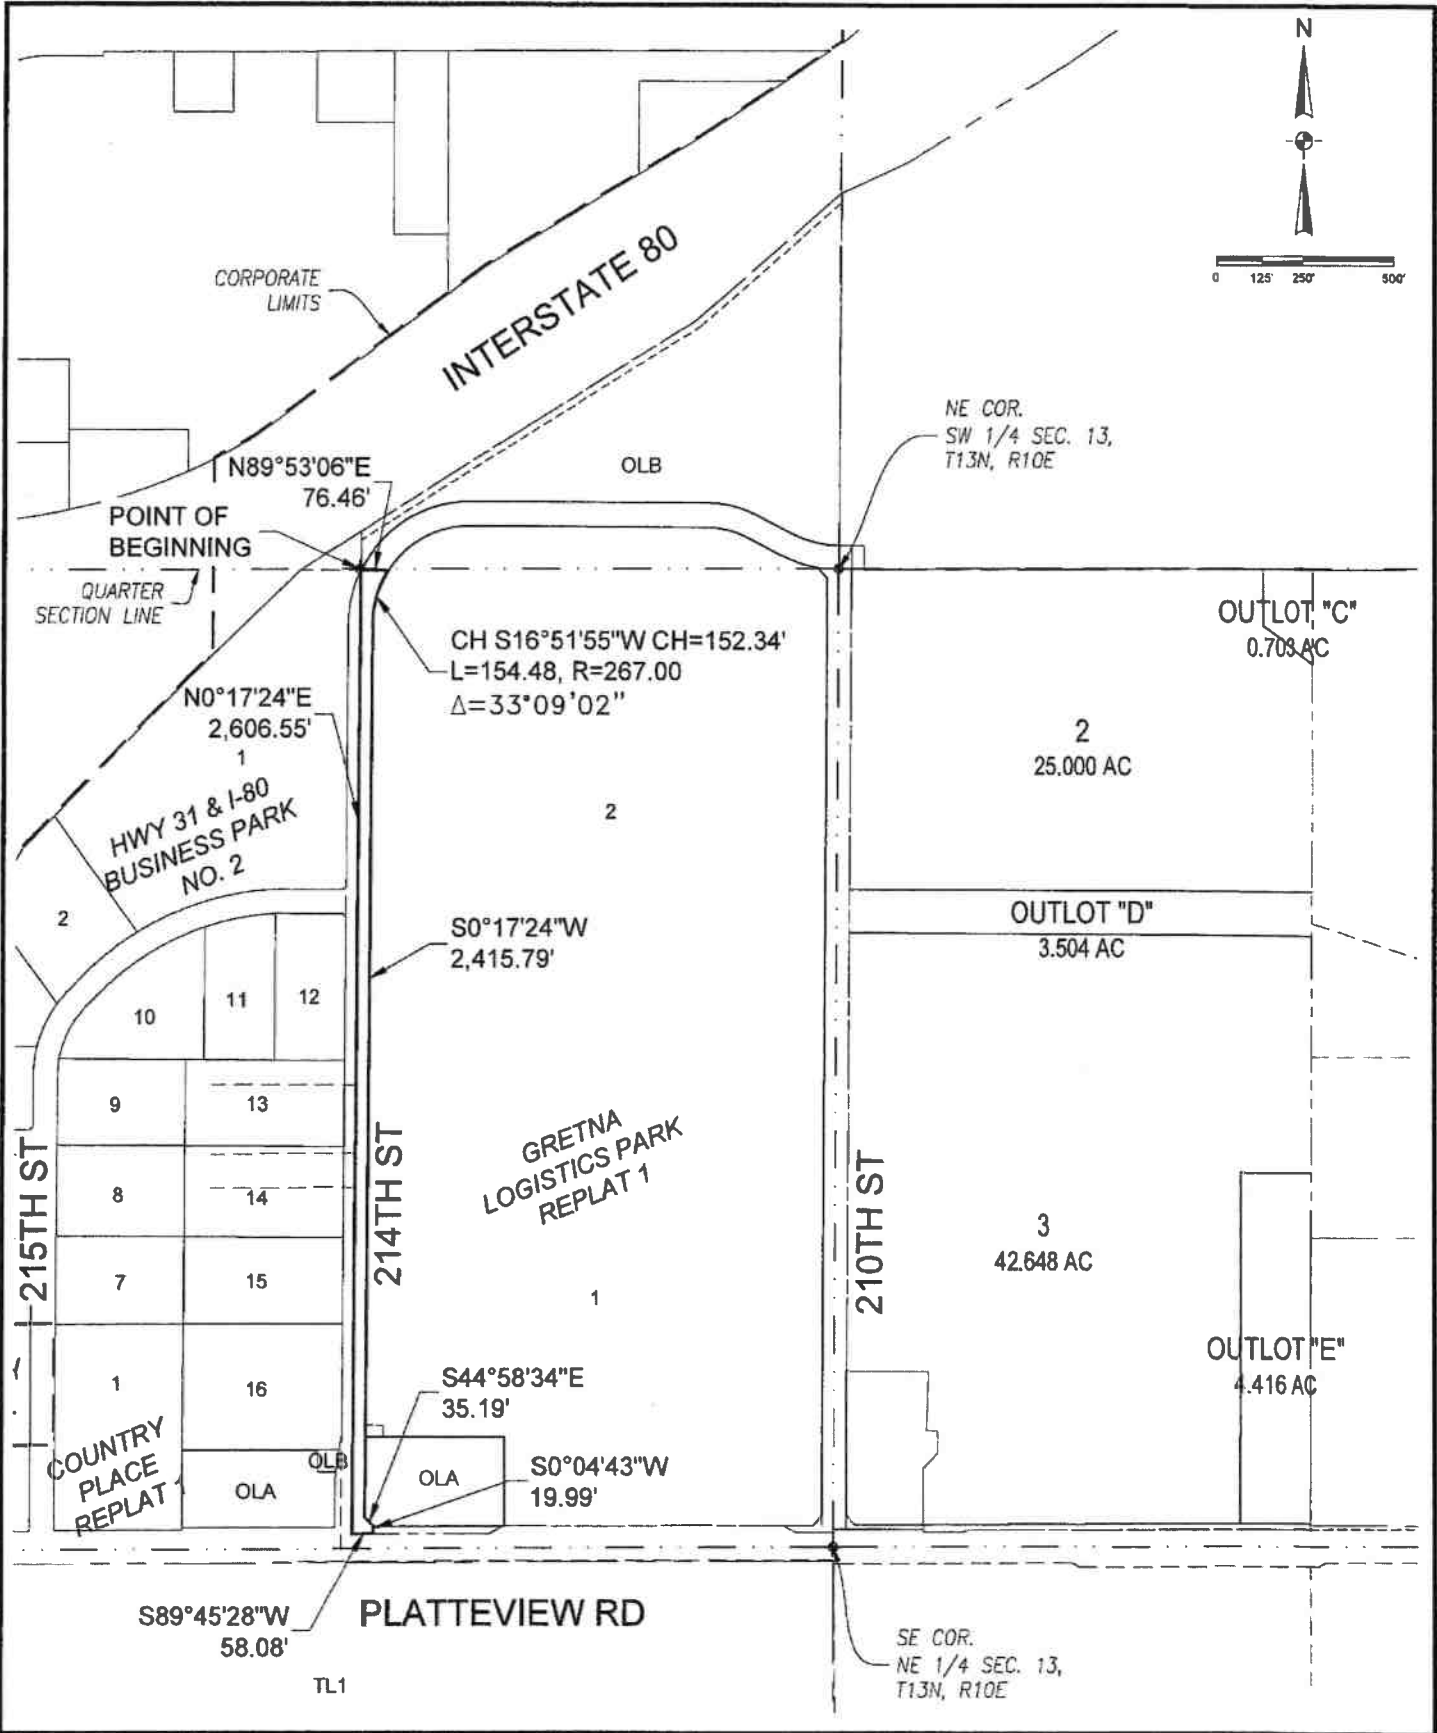 N
0 125' 250' 500'
CORPORATE
LIMITS
INTERSTATE 80
NE COR.
SW 1/4 SEC. 13,
T13N, R10E
OLB
N89°53'06"E
76.46'
POINT OF
BEGINNING
QUARTER
SECTION LINE
CH S16°51'55"W CH=152.34'
L=154.48, R=267.00
Δ=33°09'02"
OUTLOT "C"
0.703 AC
N0°17'24"E
2,606.55'
1
HWY 31 & I-80
BUSINESS PARK
NO. 2
2
2
25.000 AC
2
S0°17'24"W
2,415.79'
OUTLOT "D"
3.504 AC
10
11
12
9
13
8
14
7
15
1
16
215TH ST
214TH ST
GRETNA
LOGISTICS PARK
REPLAT 1
1
210TH ST
3
42.648 AC
OUTLOT "E"
4.416 AC
S44°58'34"E
35.19'
COUNTRY
PLACE
REPLAT 1
OLB
OLA
OLA
S0°04'43"W
19.99'
S89°45'28"W
58.08'
PLATTEVIEW RD
TL1
SE COR.
NE 1/4 SEC. 13,
T13N, R10E